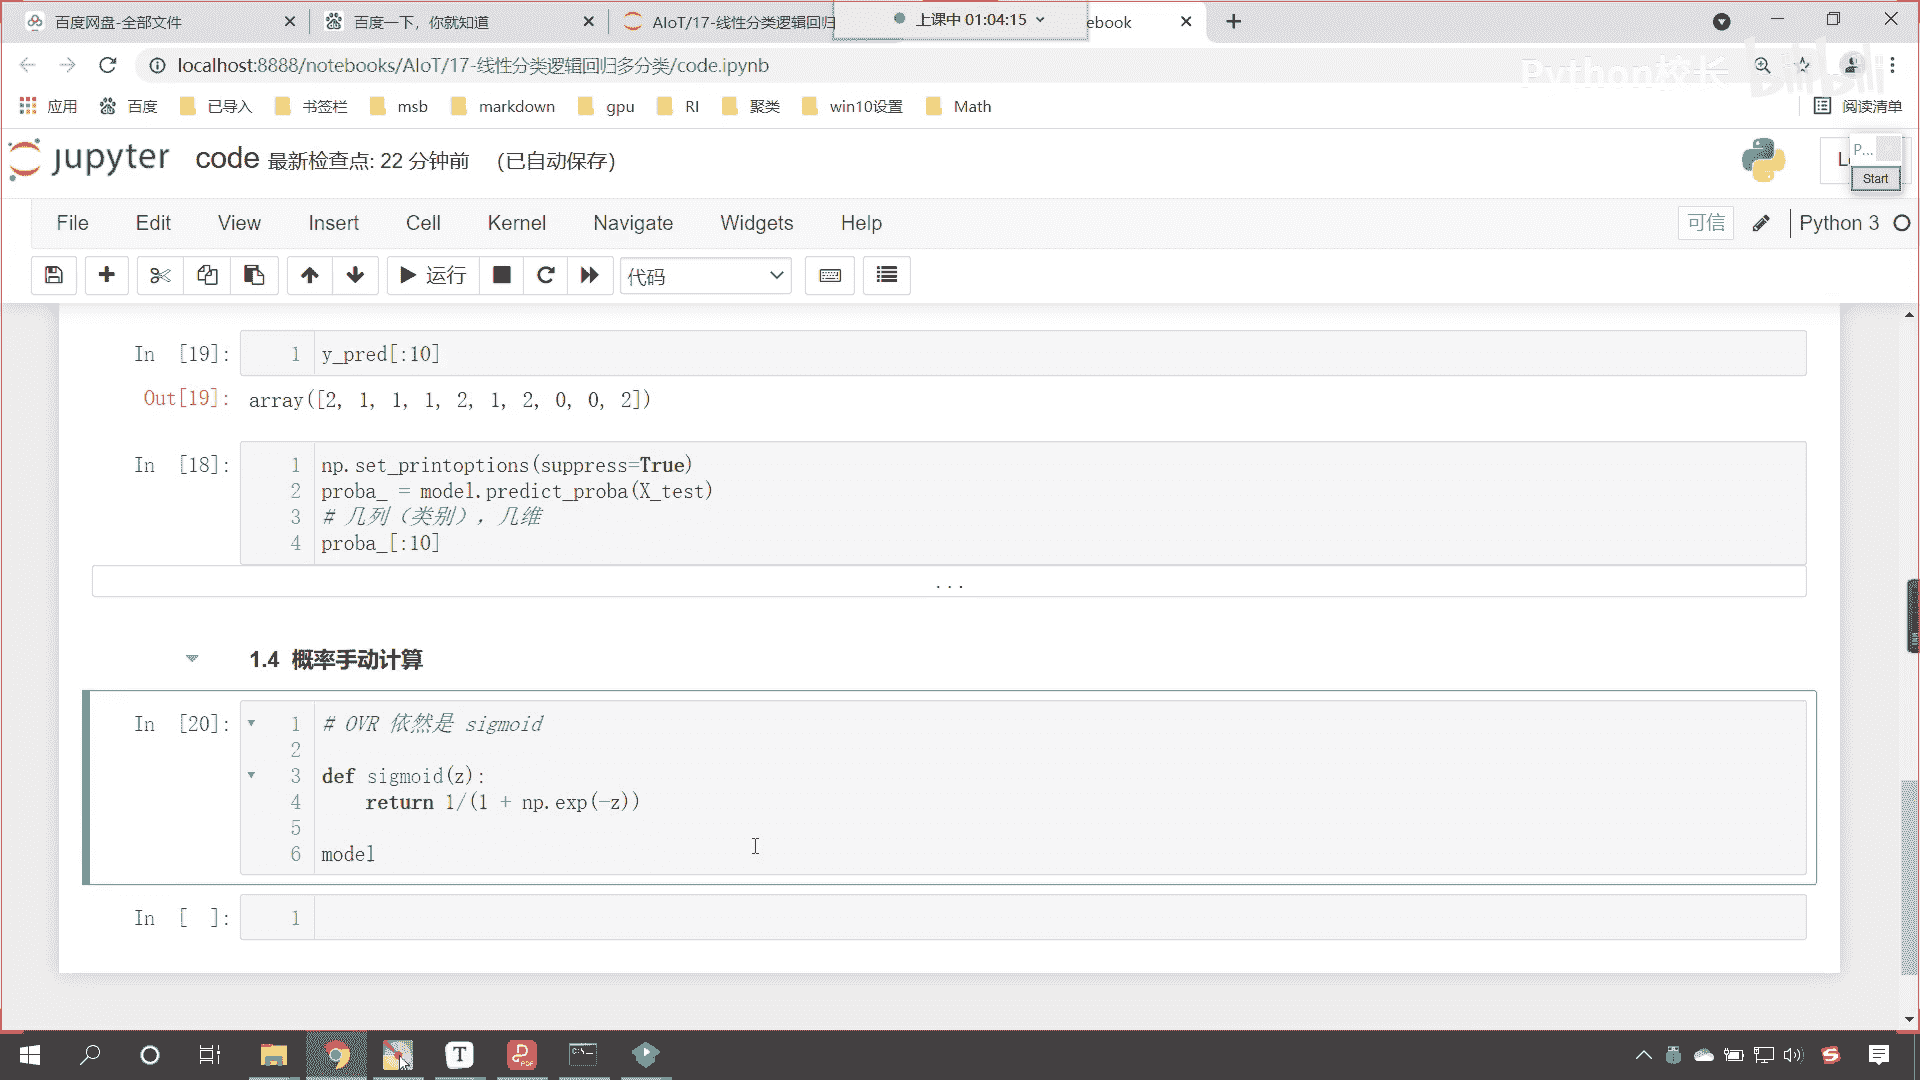 百度网盘-全部文件
百度一下，你就知道
AIoT/17-线性分类逻辑回归
上课中 01:04:15
ebook
localhost:8888/notebooks/AIoT/17-线性分类逻辑回归多分类/code.ipynb
Python校长
bilibili
应用 百度 已导入 书签栏 msb markdown gpu RI 聚类 win10设置 Math 阅读清单
jupyter code 最新检查点: 22 分钟前 (已自动保存)
P...
Start
File Edit View Insert Cell Kernel Navigate Widgets Help 可信 Python 3
运行 代码
In [19]: 1 y_pred[:10]
Out[19]: array([2, 1, 1, 1, 2, 1, 2, 0, 0, 2])
In [18]: 1 np.set_printoptions(suppress=True)
2 proba_ = model.predict_proba(X_test)
3 # 几列（类别），几维
4 proba_[:10]
...
1.4 概率手动计算
In [20]: 1 # OVR 依然是 sigmoid
2
3 def sigmoid(z):
4 return 1/(1 + np.exp(-z))
5
6 model
In [ ]: 1